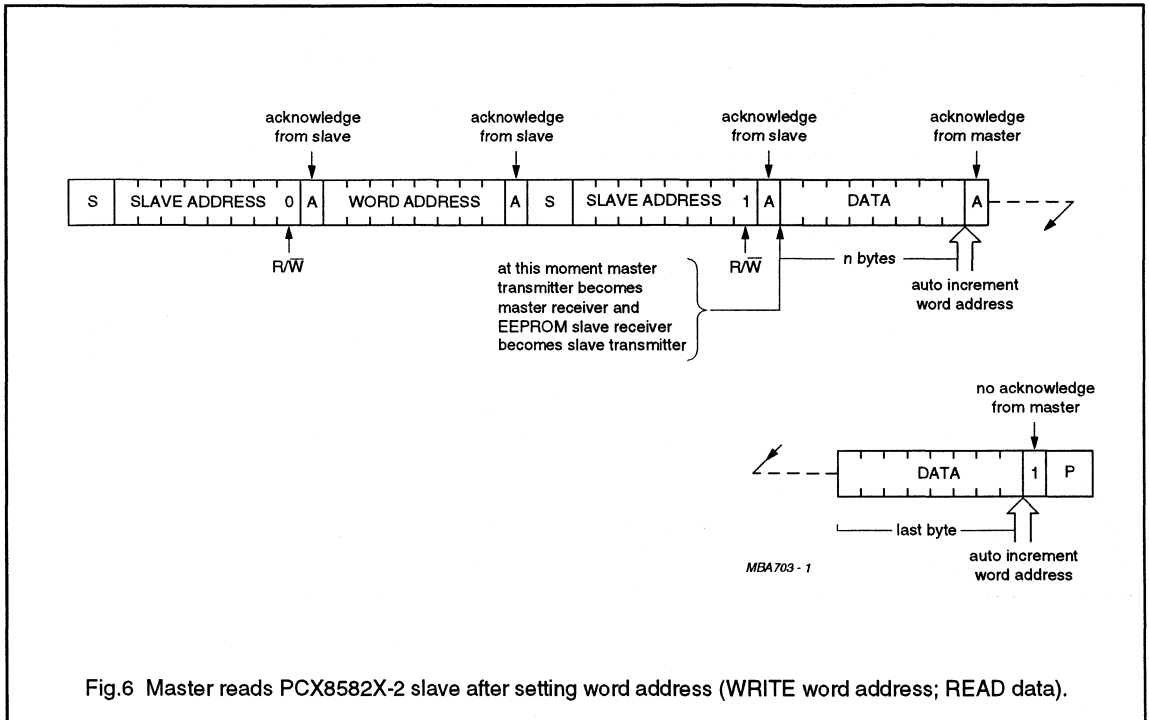 acknowledge
from slave
acknowledge
from slave
acknowledge
from slave
acknowledge
from master
S SLAVE ADDRESS 0 A WORD ADDRESS A S SLAVE ADDRESS 1 A DATA A
R/W̅
R/W̅
at this moment master
transmitter becomes
master receiver and
EEPROM slave receiver
becomes slave transmitter
n bytes
auto increment
word address
no acknowledge
from master
DATA 1 P
last byte
auto increment
word address
MBA703 - 1
Fig.6 Master reads PCX8582X-2 slave after setting word address (WRITE word address; READ data).